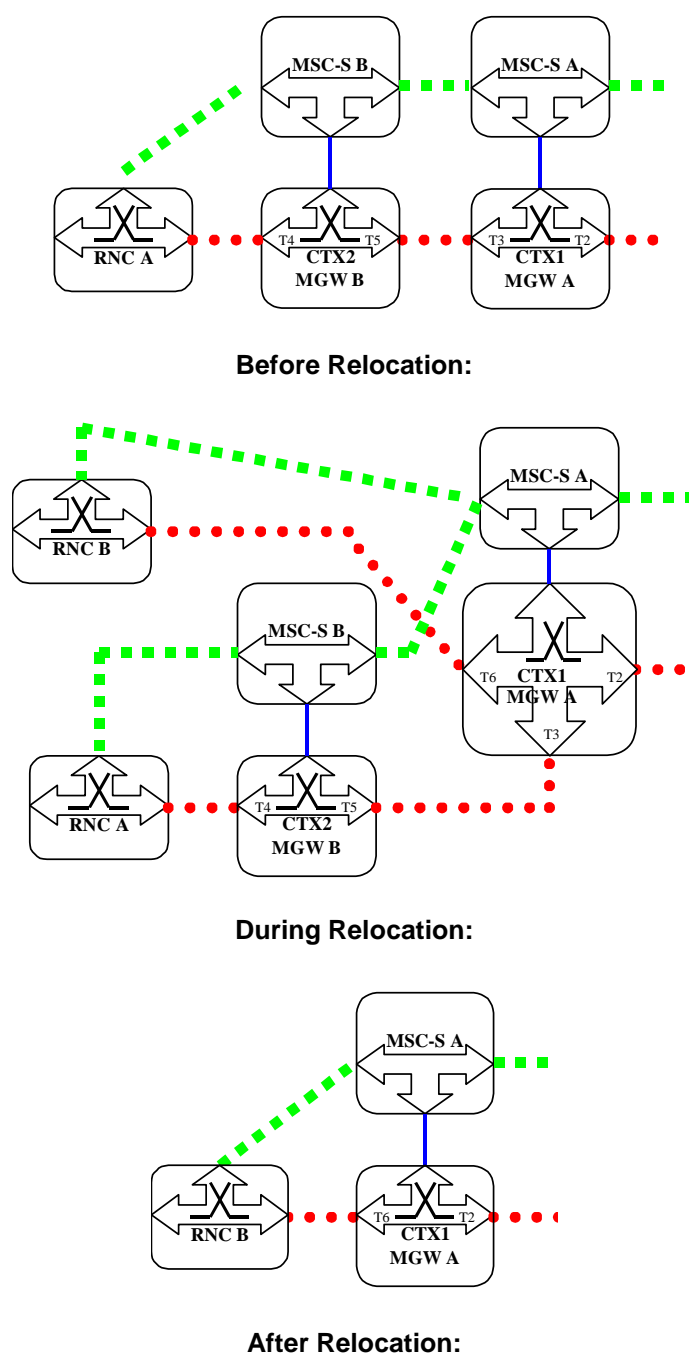 MSC-S B
MSC-S A
T4
T5
T3
T2
RNC A
CTX2
CTX1
MGW B
MGW A
Before Relocation:
MSC-S A
RNC B
MSC-S B
T6
CTX1
T2
MGW A
T3
T4
T5
RNC A
CTX2
MGW B
During Relocation:
MSC-S A
T6
T2
RNC B
CTX1
MGW A
After Relocation: